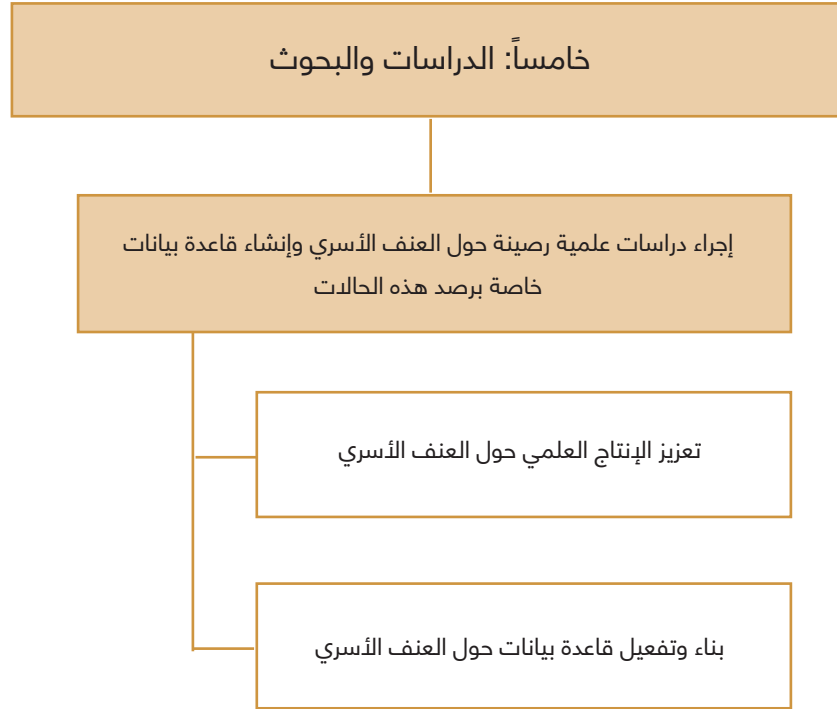 خامساً: الدراسات والبحوث
إجراء دراسات علمية رصينة حول العنف الأسري وإنشاء قاعدة بيانات
خاصة برصد هذه الحالات
تعزيز الإنتاج العلمي حول العنف الأسري
بناء وتفعيل قاعدة بيانات حول العنف الأسري